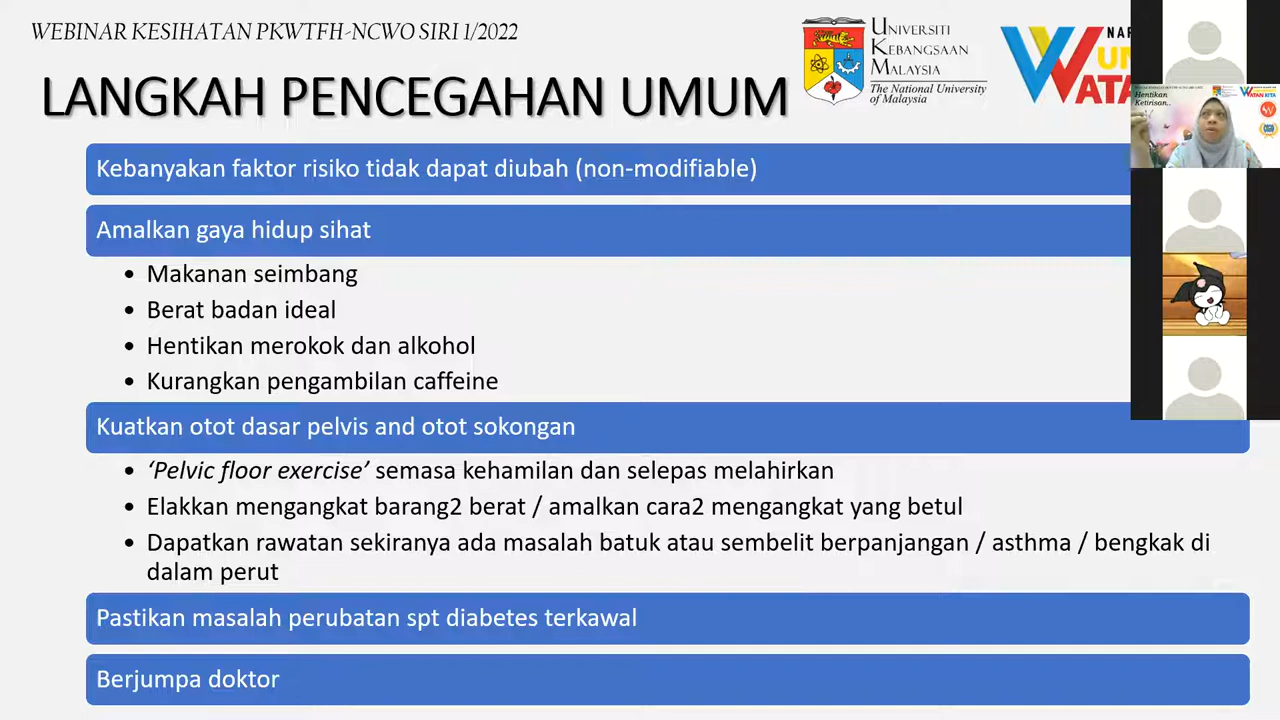 WEBINAR KESIHATAN PKWTFH-NCWO SIRI 1/2022
UNIVERSITI
KEBANGSAAN
MALAYSIA
The National University
of Malaysia
LANGKAH PENCEGAHAN UMUM
Hentikan
Ketirisan..
Kebanyakan faktor risiko tidak dapat diubah (non-modifiable)
Amalkan gaya hidup sihat
• Makanan seimbang
• Berat badan ideal
• Hentikan merokok dan alkohol
• Kurangkan pengambilan caffeine
Kuatkan otot dasar pelvis and otot sokongan
• ‘Pelvic floor exercise’ semasa kehamilan dan selepas melahirkan
• Elakkan mengangkat barang2 berat / amalkan cara2 mengangkat yang betul
• Dapatkan rawatan sekiranya ada masalah batuk atau sembelit berpanjangan / asthma / bengkak di
dalam perut
Pastikan masalah perubatan spt diabetes terkawal
Berjumpa doktor